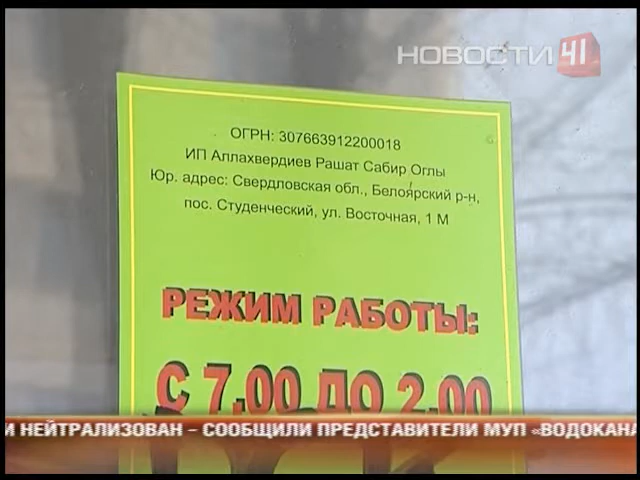 НОВОСТИ 41
ОГРН: 307663912200018
ИП Аллахвердиев Рашат Сабир Оглы
Юр. адрес: Свердловская обл., Белоярский р-н,
пос. Студенческий, ул. Восточная, 1 М
РЕЖИМ РАБОТЫ:
С 7.00 ДО 2.00
И НЕЙТРАЛИЗОВАН - СООБЩИЛИ ПРЕДСТАВИТЕЛИ МУП «ВОДОКАНА